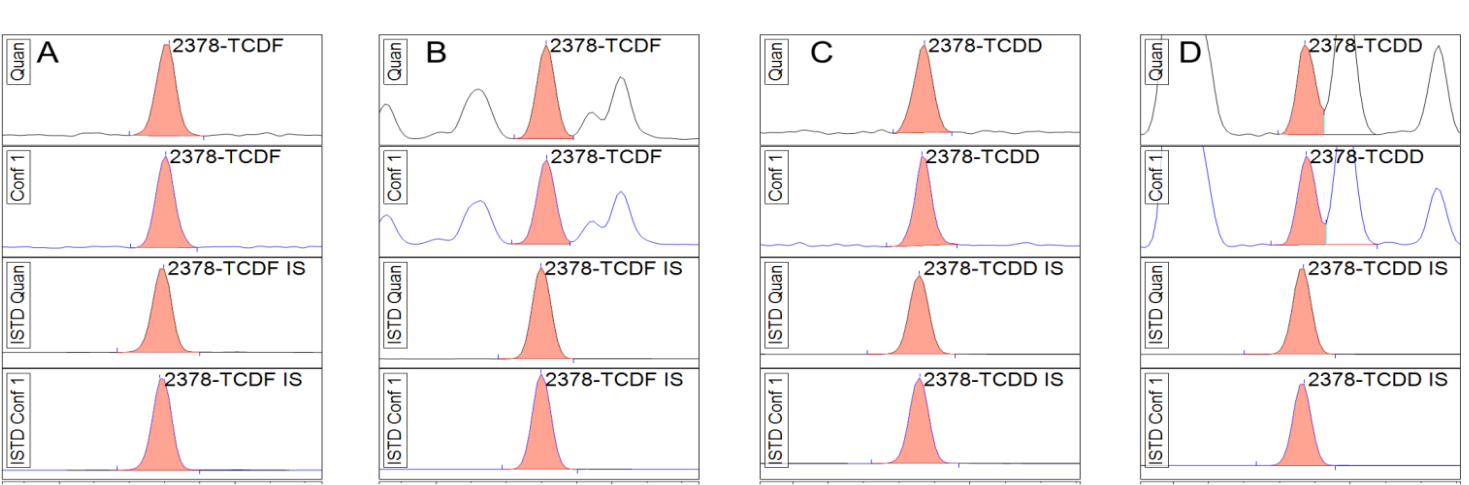 A
Quan
2378-TCDF
Conf 1
2378-TCDF
ISTD Quan
2378-TCDF IS
ISTD Conf 1
2378-TCDF IS
B
Quan
2378-TCDF
Conf 1
2378-TCDF
ISTD Quan
2378-TCDF IS
ISTD Conf 1
2378-TCDF IS
C
Quan
2378-TCDD
Conf 1
2378-TCDD
ISTD Quan
2378-TCDD IS
ISTD Conf 1
2378-TCDD IS
D
Quan
2378-TCDD
Conf 1
2378-TCDD
ISTD Quan
2378-TCDD IS
ISTD Conf 1
2378-TCDD IS